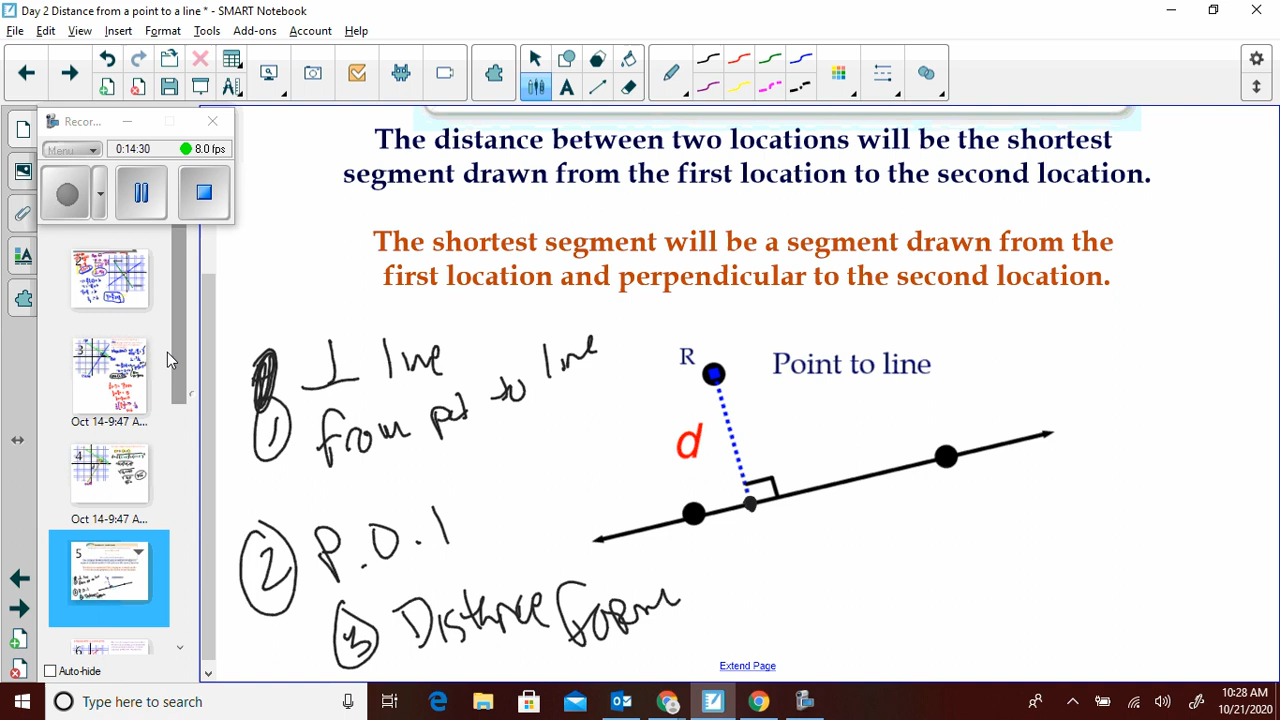 Day 2 Distance from a point to a line * - SMART Notebook
File Edit View Insert Format Tools Add-ons Account Help
Recor...
Menu 0:14:30 8.0 fps
The distance between two locations will be the shortest
segment drawn from the first location to the second location.
The shortest segment will be a segment drawn from the
first location and perpendicular to the second location.
① ⊥ line
from pt to line
② P.O.I
③ Distance Form
R
Point to line
d
Extend Page
2
3
Oct 14-9:47 A...
4
Oct 14-9:47 A...
5
6
Auto-hide
Type here to search
10:28 AM
10/21/2020